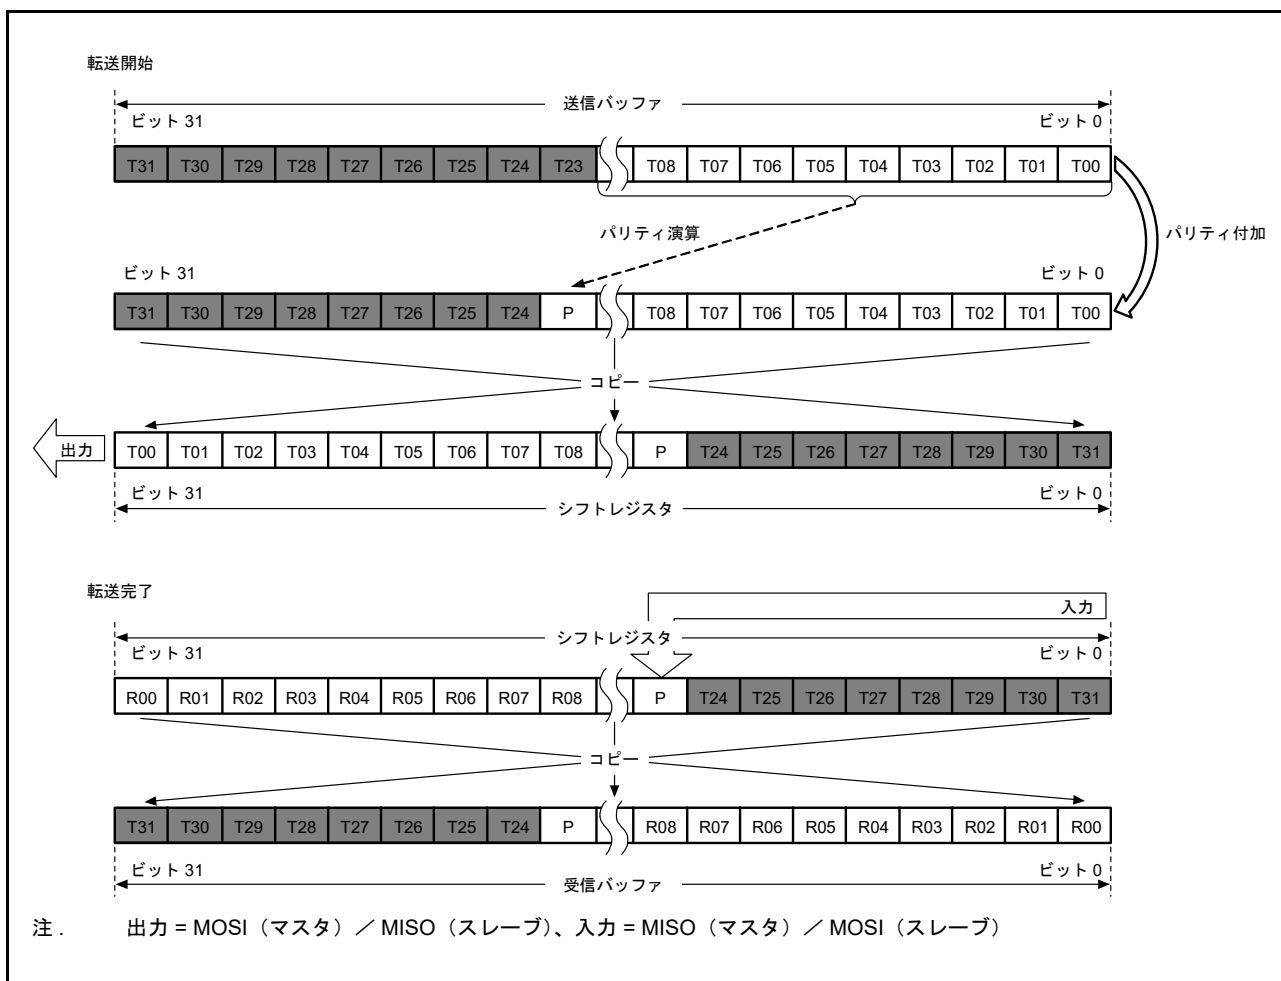 転送開始
送信バッファ
ビット 31 ビット 0
T31 T30 T29 T28 T27 T26 T25 T24 T23 T08 T07 T06 T05 T04 T03 T02 T01 T00
パリティ演算 パリティ付加
ビット 31 ビット 0
T31 T30 T29 T28 T27 T26 T25 T24 P T08 T07 T06 T05 T04 T03 T02 T01 T00
コピー
出力 T00 T01 T02 T03 T04 T05 T06 T07 T08 P T24 T25 T26 T27 T28 T29 T30 T31
ビット 31 ビット 0
シフトレジスタ
転送完了
入力
シフトレジスタ
ビット 31 ビット 0
R00 R01 R02 R03 R04 R05 R06 R07 R08 P T24 T25 T26 T27 T28 T29 T30 T31
コピー
T31 T30 T29 T28 T27 T26 T25 T24 P R08 R07 R06 R05 R04 R03 R02 R01 R00
ビット 31 ビット 0
受信バッファ
注 . 出力 = MOSI（マスタ）／ MISO（スレーブ）、入力 = MISO（マスタ）／ MOSI（スレーブ）